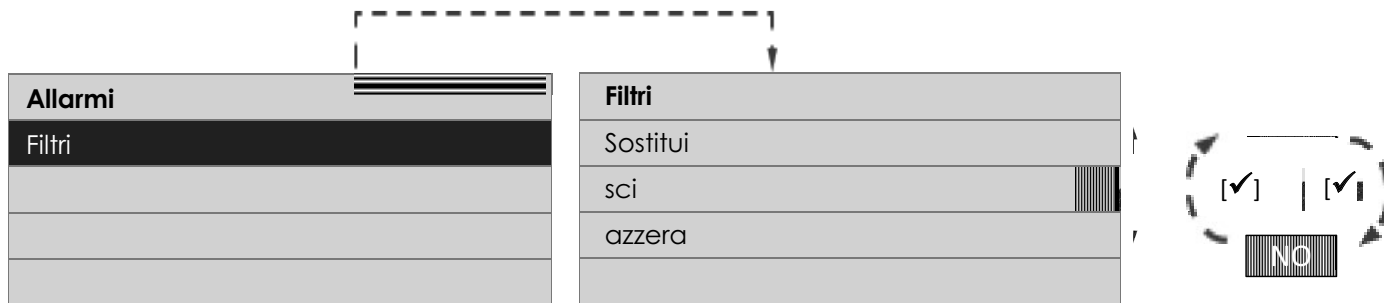 Allarmi
Filtri
Filtri
Sostitui
sci
azzera
[✔] [✔
NO